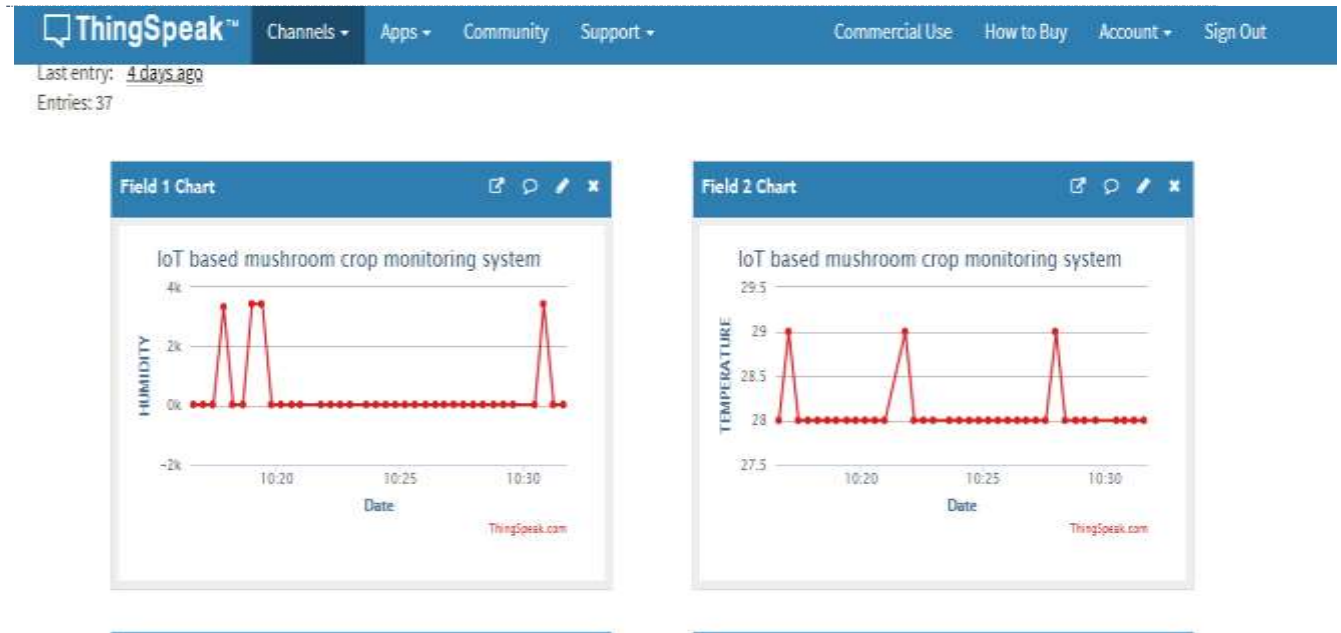 ThingSpeak™ Channels Apps Community Support Commercial Use How to Buy Account Sign Out
Last entry: 4 days ago
Entries: 37
Field 1 Chart
IoT based mushroom crop monitoring system
4k
2k
0k
-2k
HUMIDITY
10:20 10:25 10:30
Date
ThingSpeak.com
Field 2 Chart
IoT based mushroom crop monitoring system
29.5
29
28.5
28
27.5
TEMPERATURE
10:20 10:25 10:30
Date
ThingSpeak.com